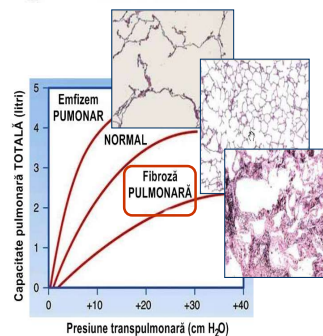 Capacitate pulmonară TOTALĂ (litri)
5
4
3
2
1
0
Emfizem
PUMONAR
NORMAL
Fibroză
PULMONARĂ
0
+10
+20
+30
+40
Presiune transpulmonară (cm H₂O)